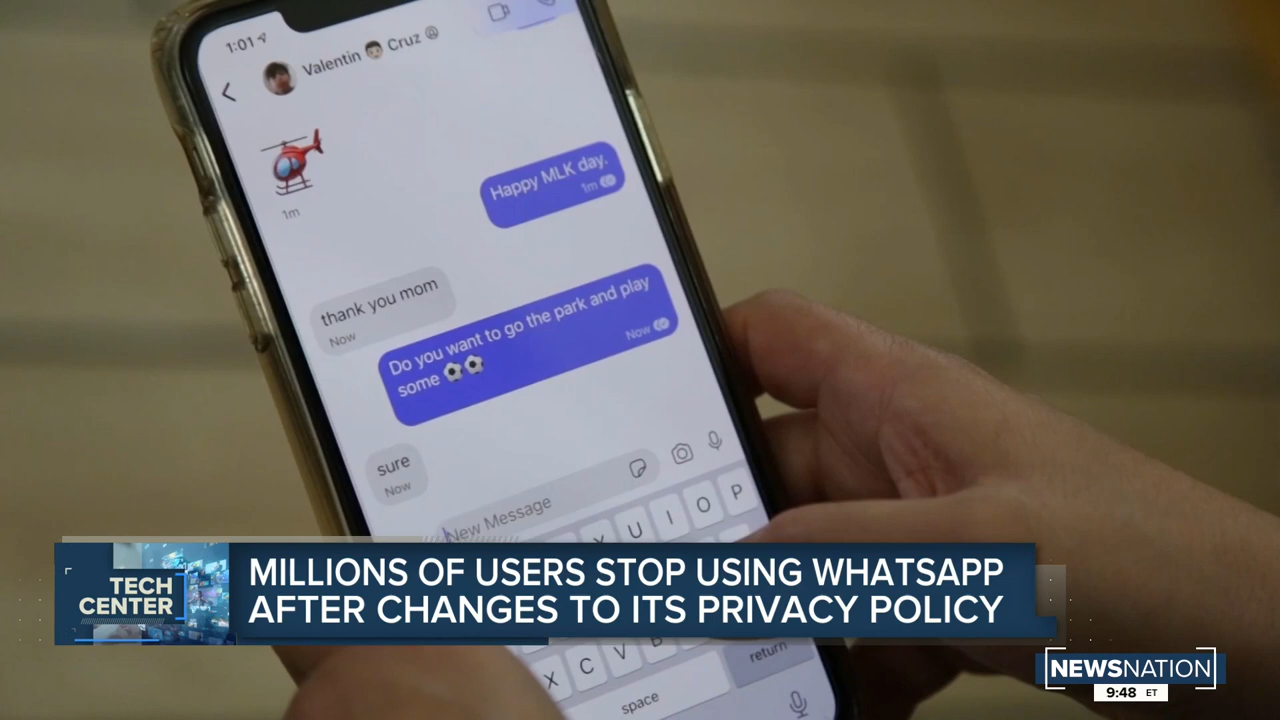 1:01
Valentin 👨🏻 Cruz
1m
Happy MLK day.
1m
thank you mom
Now
Do you want to go the park and play
some ⚽⚽
Now
sure
Now
New Message
U I O P
X C V B
return
space
TECH
CENTER
MILLIONS OF USERS STOP USING WHATSAPP
AFTER CHANGES TO ITS PRIVACY POLICY
NEWSNATION
9:48 ET